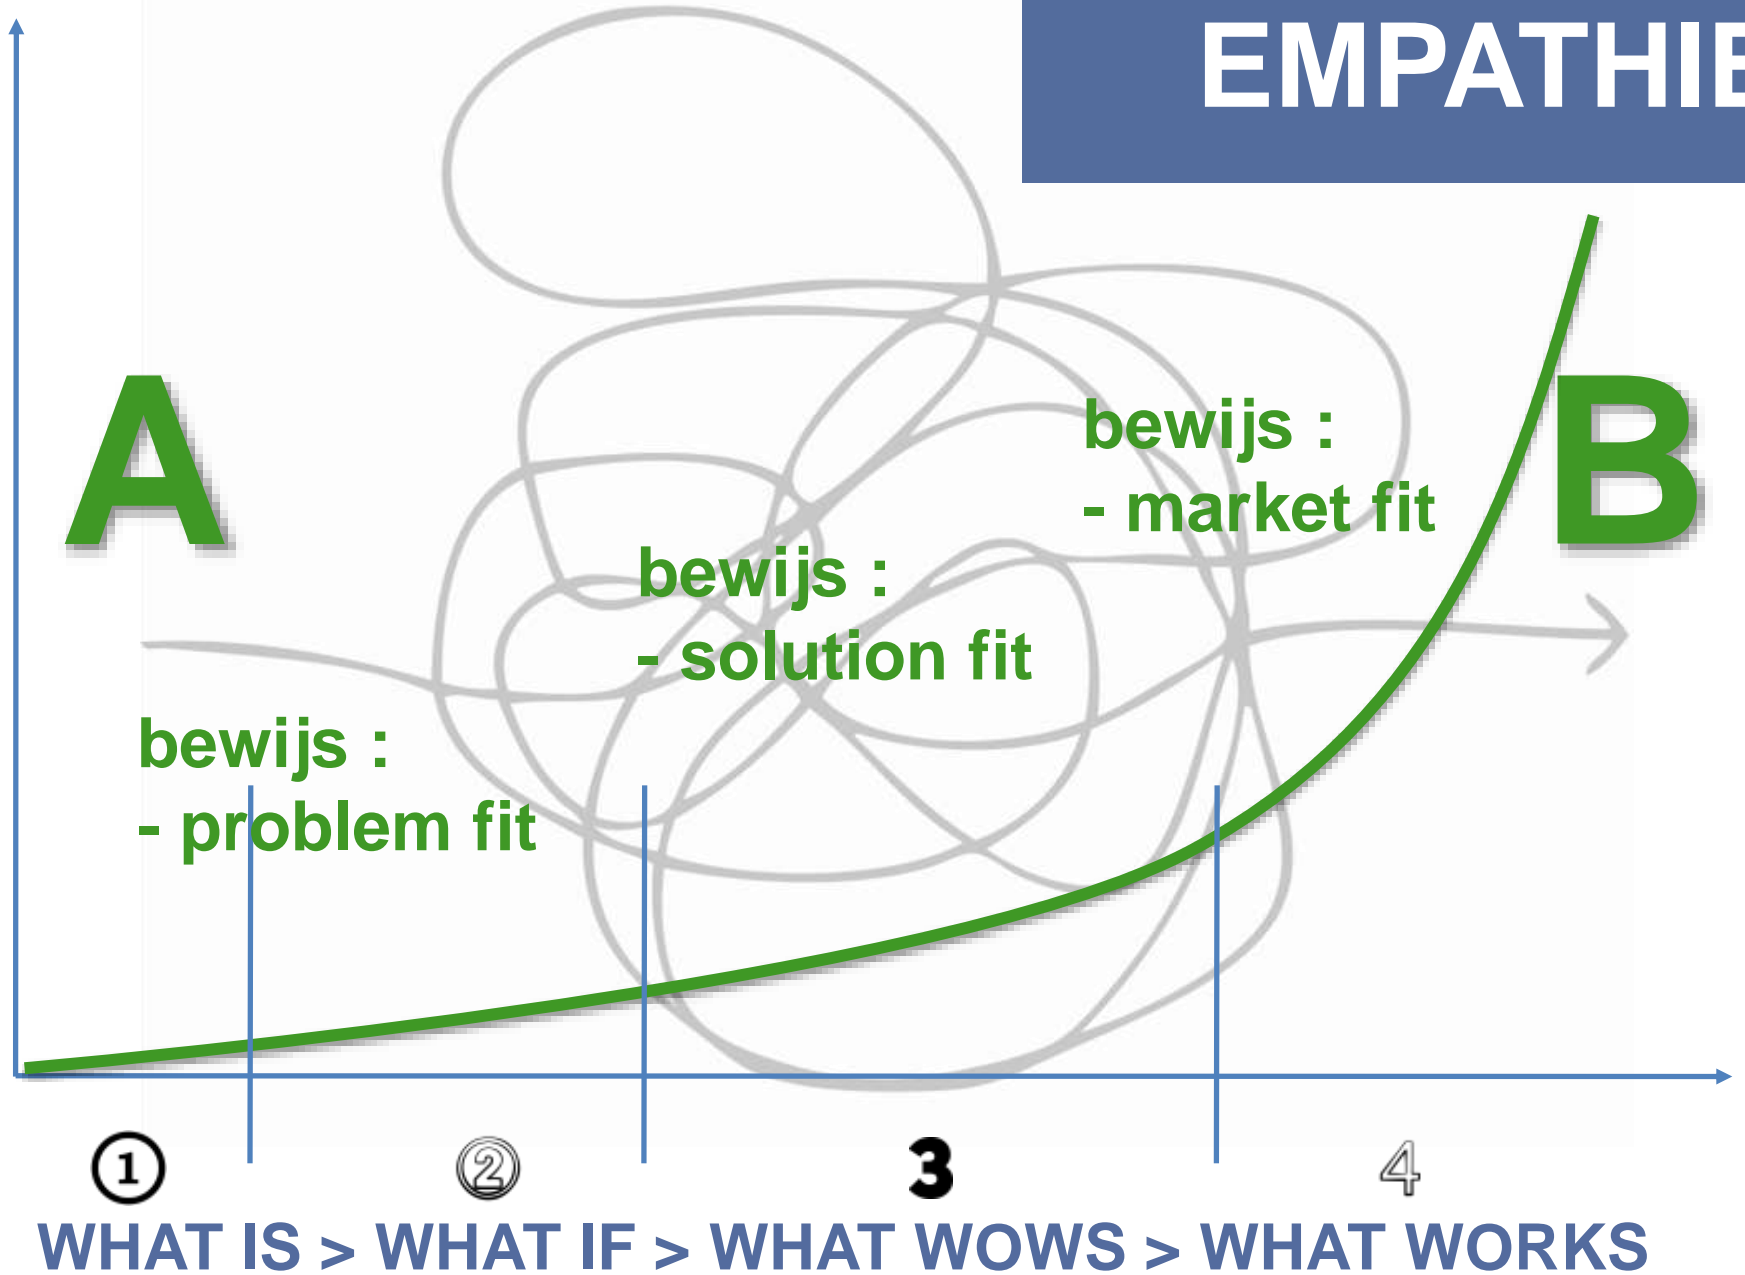 EMPATHIE
A
B
bewijs :
- market fit
bewijs :
- solution fit
bewijs :
- problem fit
① ② 3 4
WHAT IS > WHAT IF > WHAT WOWS > WHAT WORKS